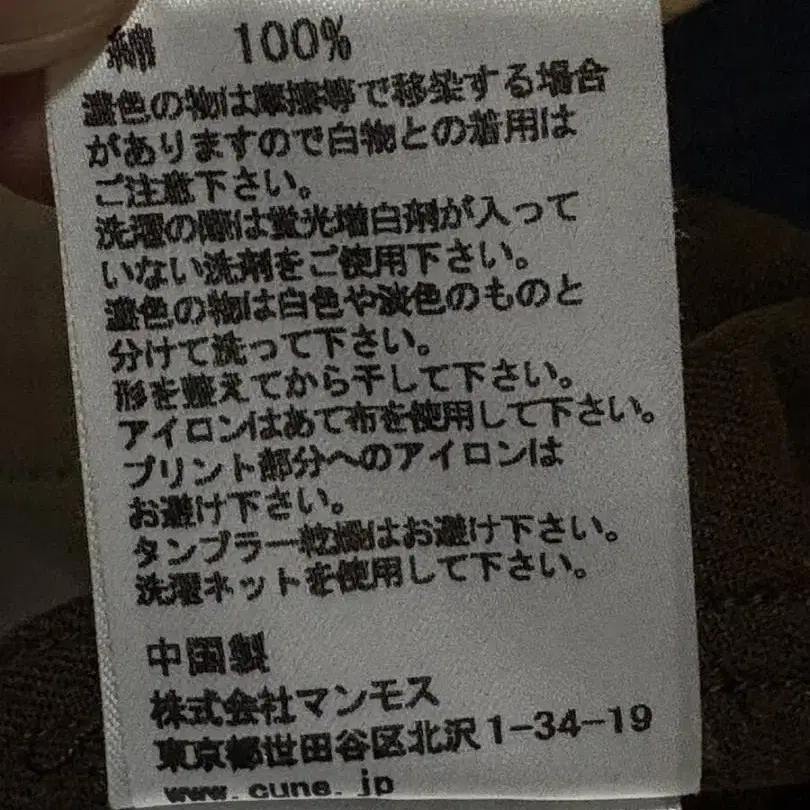 綿 100%
濃色の物は摩擦等で移染する場合
がありますので白物との着用は
ご注意下さい。
洗濯の際は蛍光増白剤が入って
いない洗剤をご使用下さい。
濃色の物は白色や淡色のものと
分けて洗って下さい。
形を整えてから干して下さい。
アイロンはあて布を使用して下さい。
プリント部分へのアイロンは
お避け下さい。
タンブラー乾燥はお避け下さい。
洗濯ネットを使用して下さい。
中国製
株式会社マンモス
東京都世田谷区北沢1-34-19
www.cune.jp